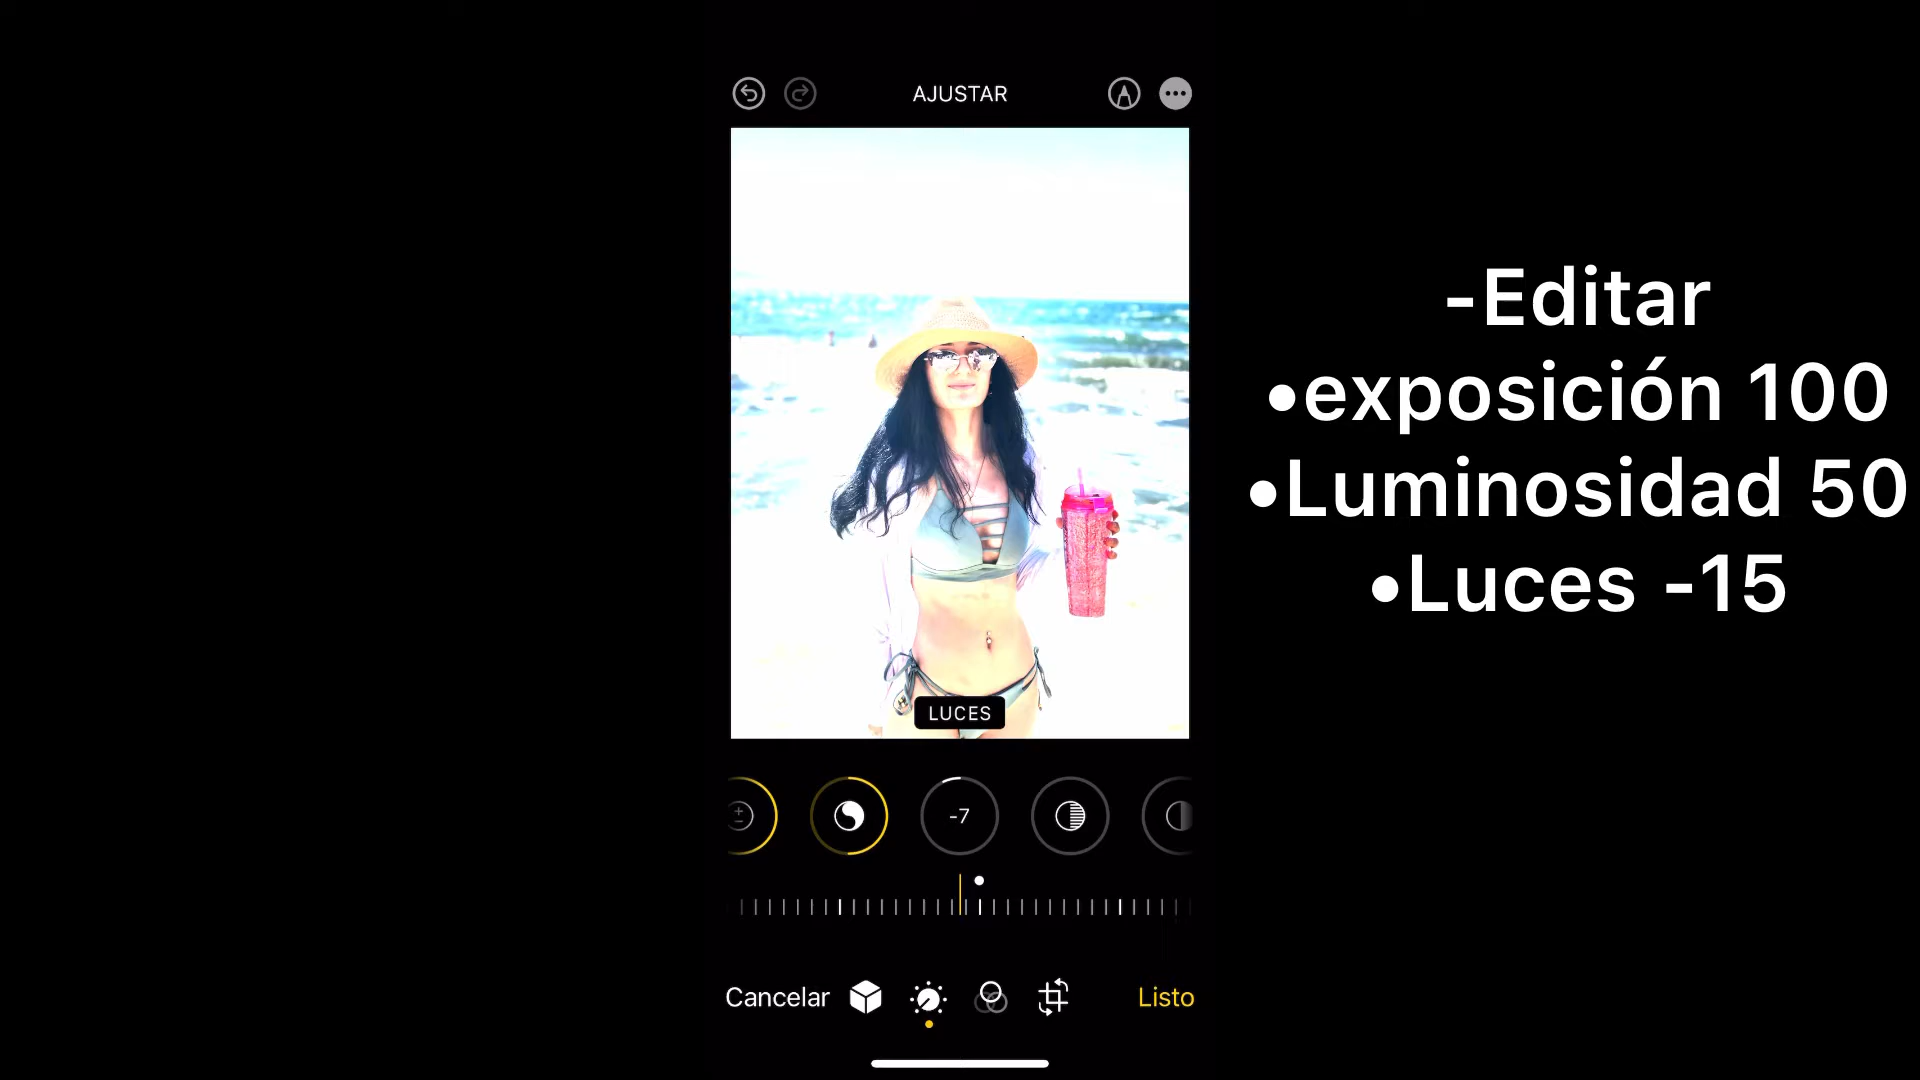 AJUSTAR
-Editar
•exposición 100
•Luminosidad 50
•Luces -15
LUCES
-7
Cancelar
Listo